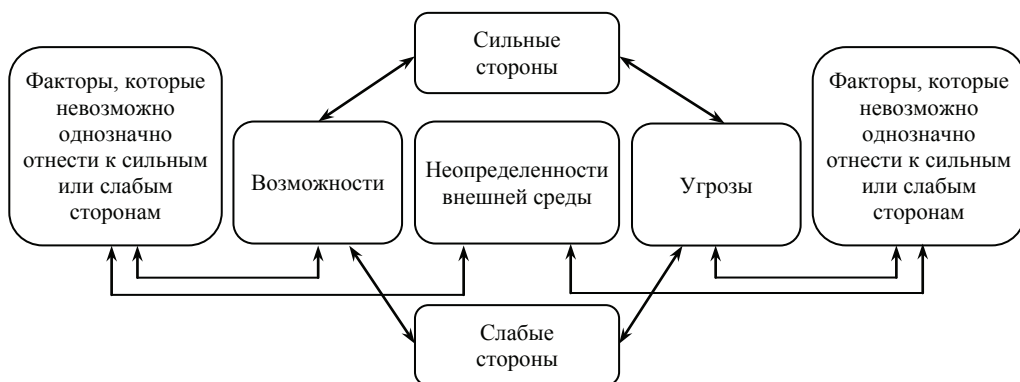 Сильные
стороны
Факторы, которые
невозможно
однозначно
отнести к сильным
или слабым
сторонам
Возможности
Неопределенности
внешней среды
Угрозы
Факторы, которые
невозможно
однозначно
отнести к сильным
или слабым
сторонам
Слабые
стороны